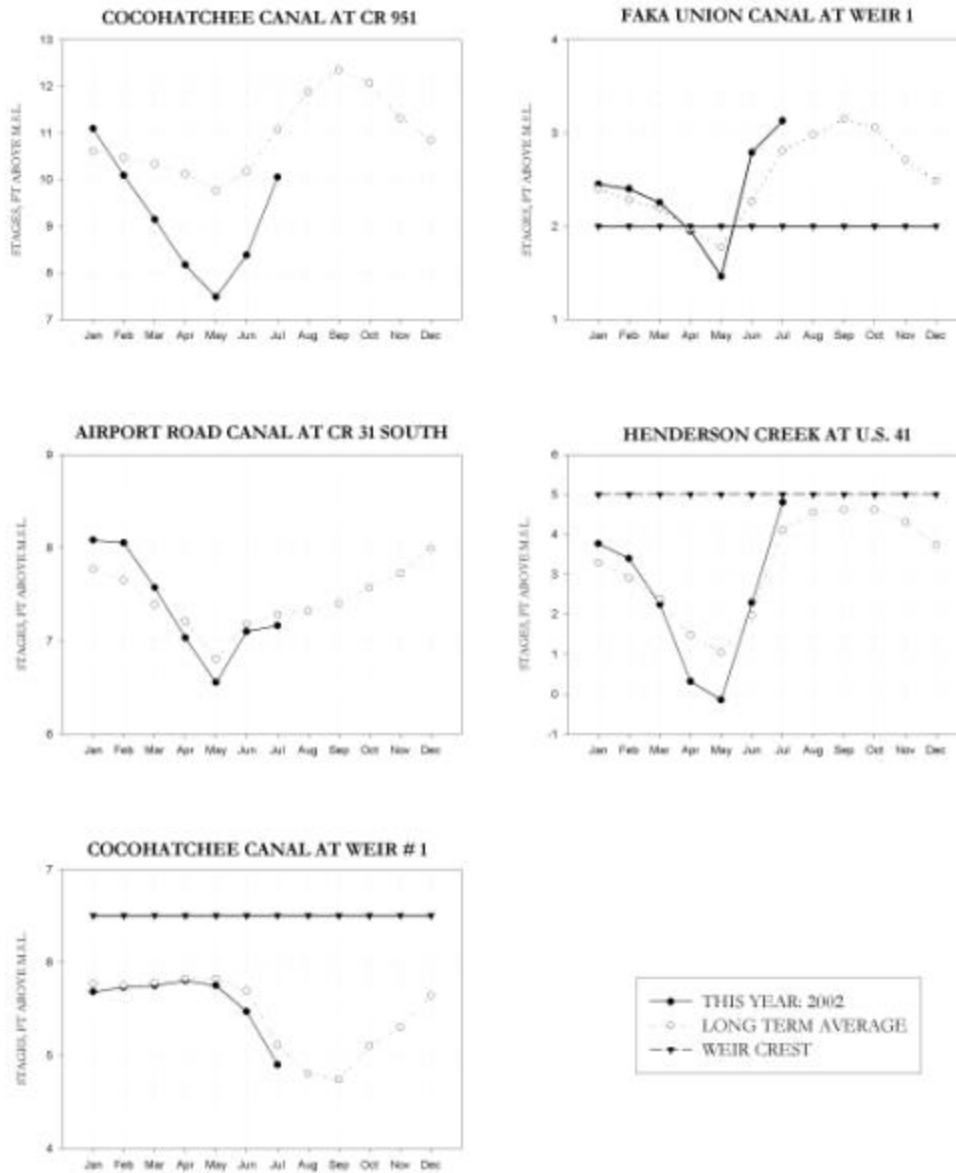 COCOHATCHEE CANAL AT CR 951
STAGES, FT ABOVE M.S.L.
13
12
11
10
9
8
7
Jan Feb Mar Apr May Jun Jul Aug Sep Oct Nov Dec
FAKA UNION CANAL AT WEIR 1
STAGES, FT ABOVE M.S.L.
4
3
2
1
Jan Feb Mar Apr May Jun Jul Aug Sep Oct Nov Dec
AIRPORT ROAD CANAL AT CR 31 SOUTH
STAGES, FT ABOVE M.S.L.
9
8
7
6
Jan Feb Mar Apr May Jun Jul Aug Sep Oct Nov Dec
HENDERSON CREEK AT U.S. 41
STAGES, FT ABOVE M.S.L.
6
5
4
3
2
1
0
-1
Jan Feb Mar Apr May Jun Jul Aug Sep Oct Nov Dec
COCOHATCHEE CANAL AT WEIR # 1
STAGES, FT ABOVE M.S.L.
7
6
5
4
Jan Feb Mar Apr May Jun Jul Aug Sep Oct Nov Dec
THIS YEAR: 2002
LONG TERM AVERAGE
WEIR CREST